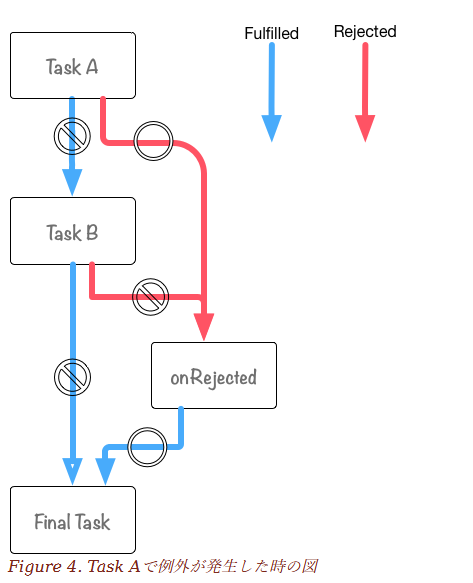 Fulfilled
Rejected
Task A
Task B
onRejected
Final Task
Figure 4. Task Aで例外が発生した時の図